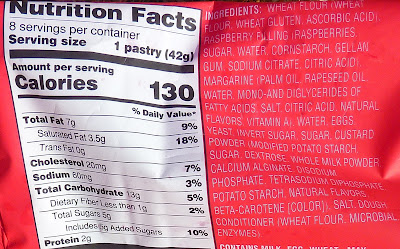 Nutrition Facts
8 servings per container
Serving size 1 pastry (42g)
Amount per serving
Calories 130
% Daily Value*
Total Fat 7g 9%
Saturated Fat 3.5g 18%
Trans Fat 0g
Cholesterol 20mg 7%
Sodium 80mg 3%
Total Carbohydrate 13g 5%
Dietary Fiber Less than 1g 2%
Total Sugars 5g
Includes 5g Added Sugars 10%
Protein 2g
INGREDIENTS: WHEAT FLOUR (WHEAT
FLOUR, WHEAT GLUTEN, ASCORBIC ACID),
RASPBERRY FILLING (RASPBERRIES,
SUGAR, WATER, CORNSTARCH, GELLAN
GUM, SODIUM CITRATE, CITRIC ACID),
MARGARINE (PALM OIL, RAPESEED OIL,
WATER, MONO-AND DIGLYCERIDES OF
FATTY ACIDS, SALT, CITRIC ACID, NATURAL
FLAVORS, VITAMIN A), WATER, EGGS,
YEAST, INVERT SUGAR, SUGAR, CUSTARD
POWDER (MODIFIED POTATO STARCH,
SUGAR, DEXTROSE, WHOLE MILK POWDER,
CALCIUM ALGINATE, DISODIUM
PHOSPHATE, TETRASODIUM DIPHOSPHATE,
POTATO STARCH, NATURAL FLAVORS,
BETA-CAROTENE [COLOR]), SALT, DOUGH
CONDITIONER (WHEAT FLOUR, MICROBIAL
ENZYMES).
CONTAINS MILK, EGG, WHEAT. MAY